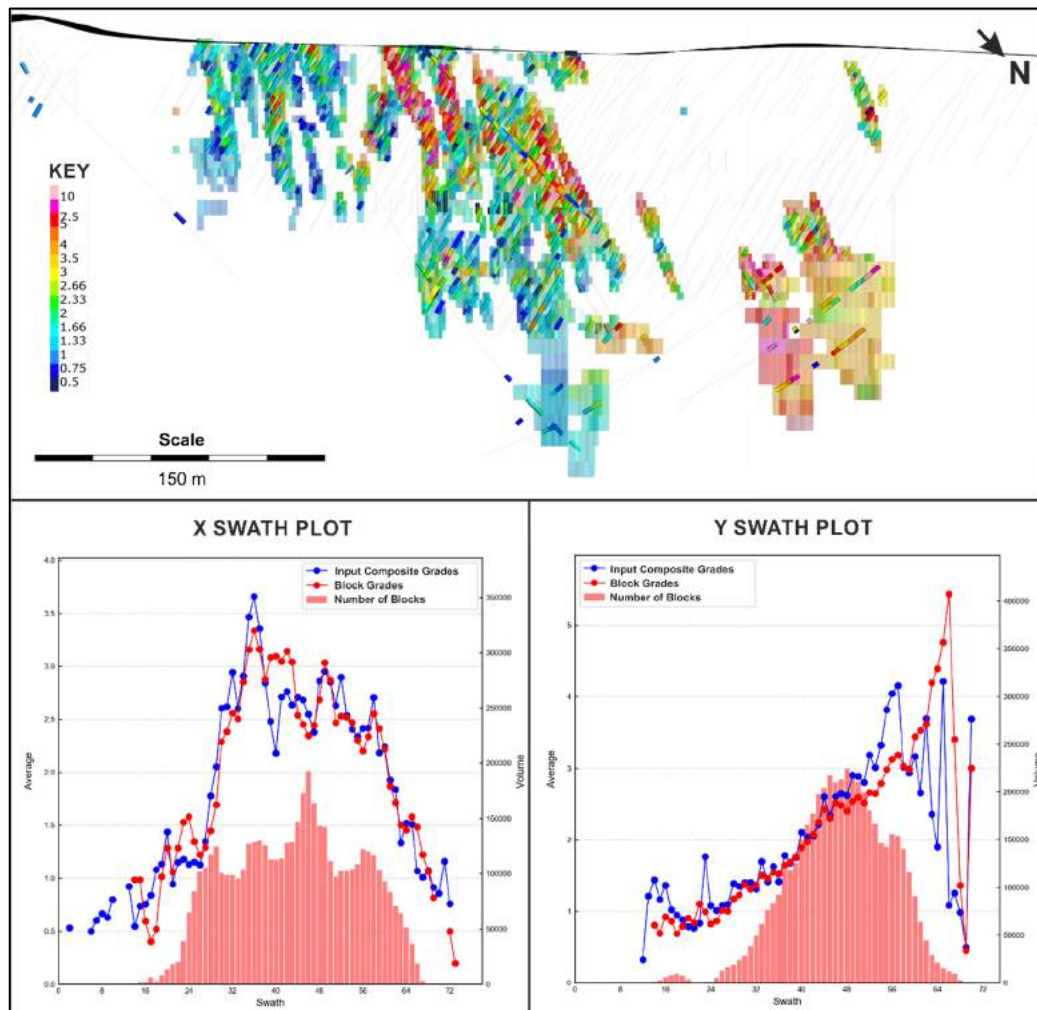 N
KEY
10
7.5
5
4
3.5
3
2.66
2.33
2
1.66
1.33
1
0.75
0.5
Scale
150 m
X SWATH PLOT
Input Composite Grades
Block Grades
Number of Blocks
4.0
3.5
3.0
2.5
2.0
1.5
1.0
0.5
0.0
Average
350000
300000
250000
200000
150000
100000
50000
0
Volume
0 8 16 24 32 40 48 56 64 72
Swath
Y SWATH PLOT
Input Composite Grades
Block Grades
Number of Blocks
5
4
3
2
1
0
Average
400000
350000
300000
250000
200000
150000
100000
50000
0
Volume
0 8 16 24 32 40 48 56 64 72
Swath